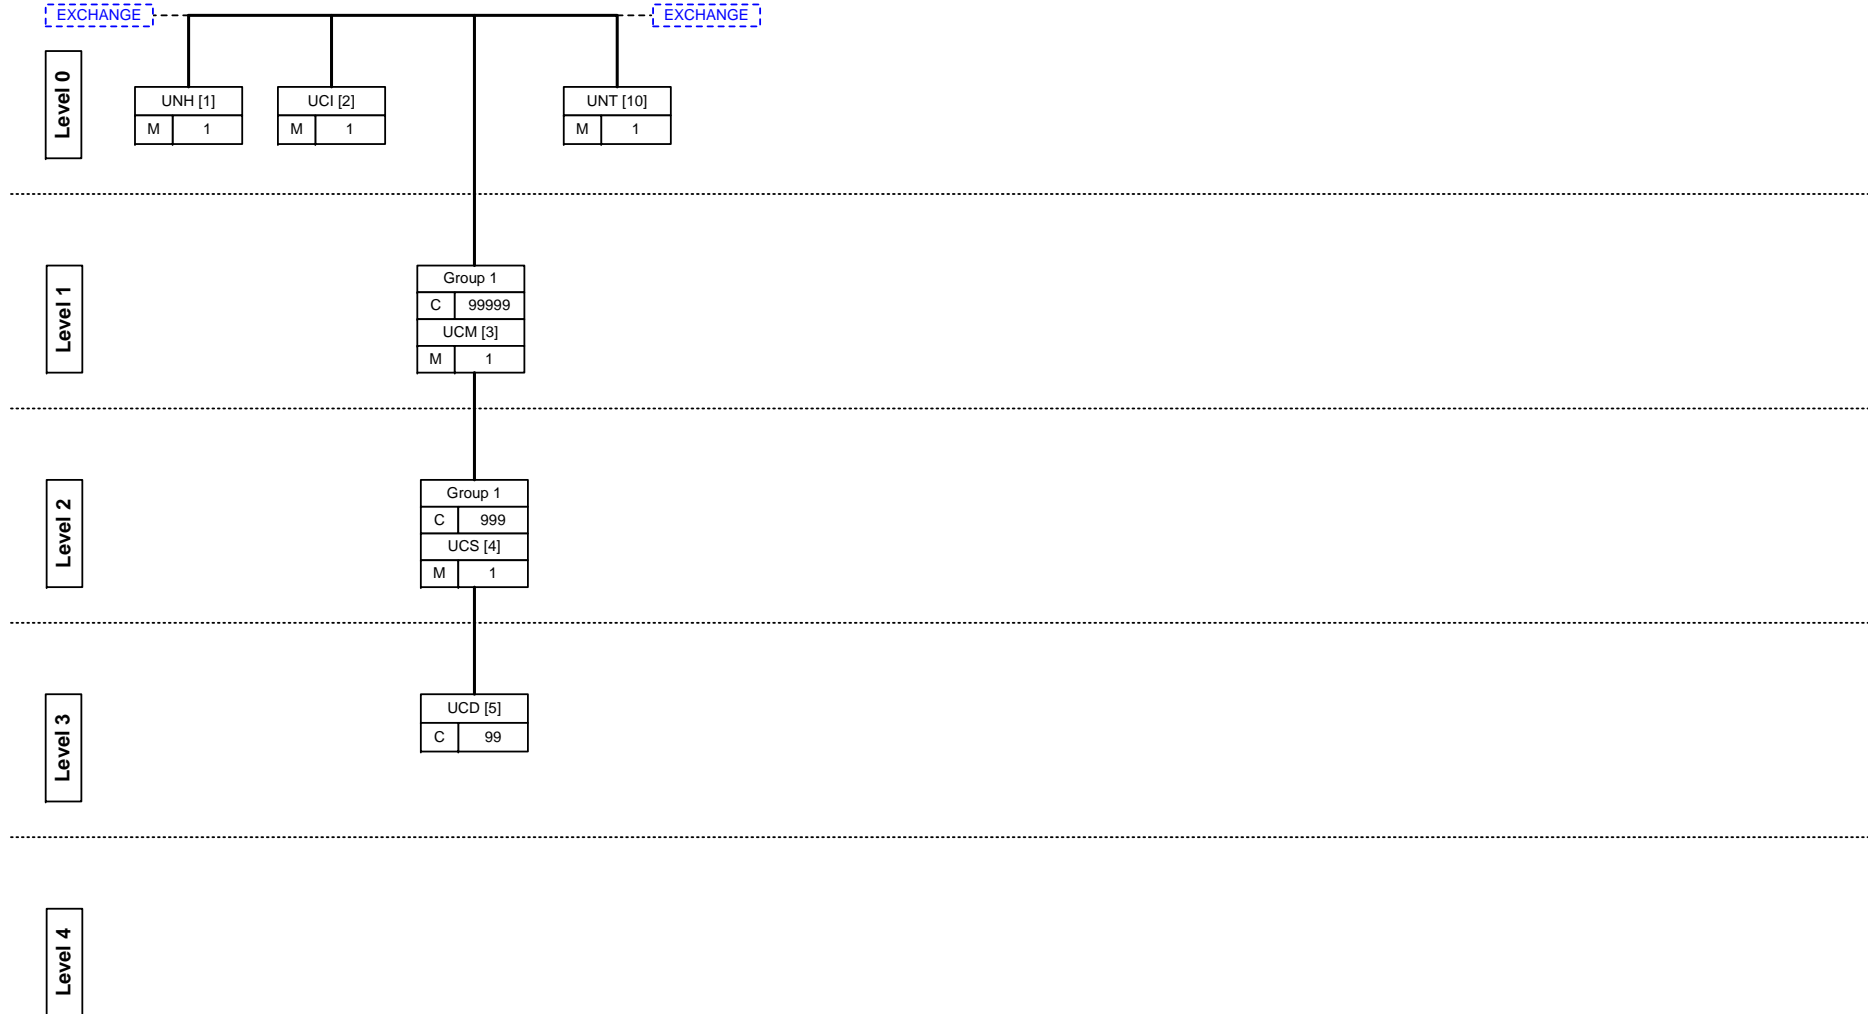 EXCHANGE EXCHANGE
Level 0
UNH [1] UCI [2] UNT [10]
M 1 M 1 M 1
Level 1
Group 1
C 99999
UCM [3]
M 1
Level 2
Group 1
C 999
UCS [4]
M 1
Level 3
UCD [5]
C 99
Level 4